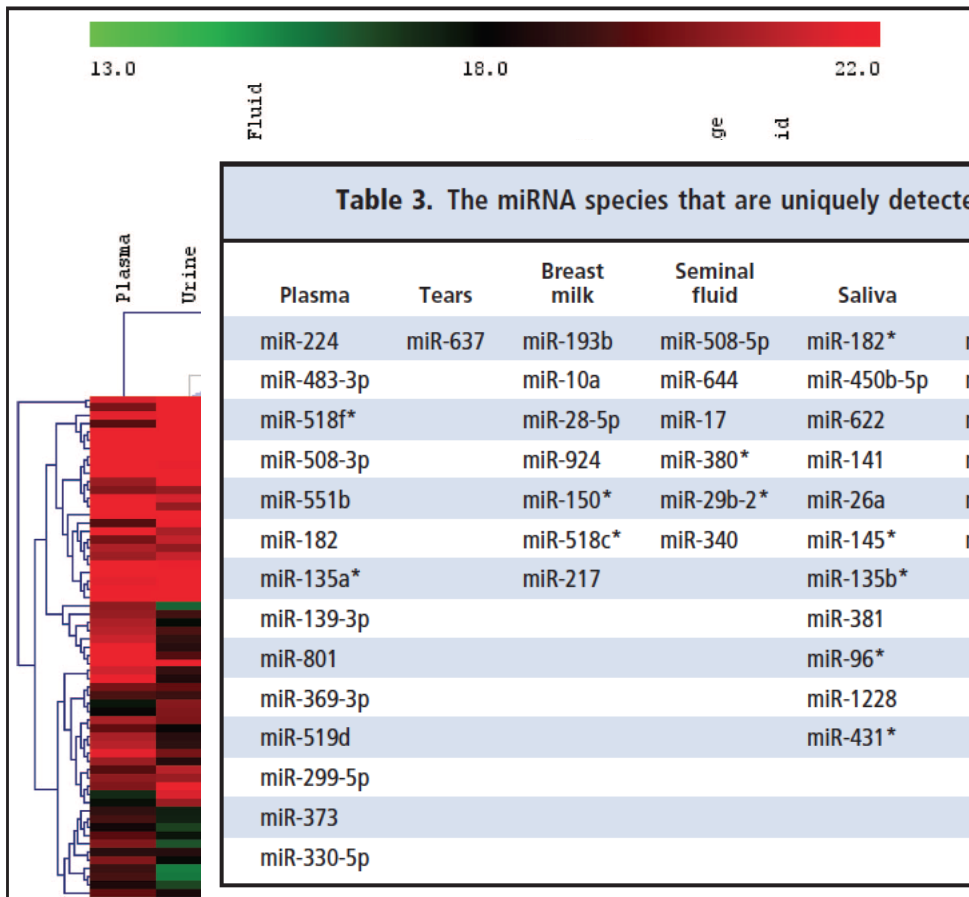 13.0 18.0 22.0
Fluid
Plasma
Urine
Table 3. The miRNA species that are uniquely
Plasma Tears Breast milk Seminal fluid Saliva
miR-224 miR-637 miR-193b miR-508-5p miR-182*
miR-483-3p miR-10a miR-644 miR-450b-5p
miR-518f* miR-28-5p miR-17 miR-622
miR-508-3p miR-924 miR-380* miR-141
miR-551b miR-150* miR-29b-2* miR-26a
miR-182 miR-518c* miR-340 miR-145*
miR-135a* miR-217 miR-135b*
miR-139-3p miR-381
miR-801 miR-96*
miR-369-3p miR-1228
miR-519d miR-431*
miR-299-5p
miR-373
miR-330-5p